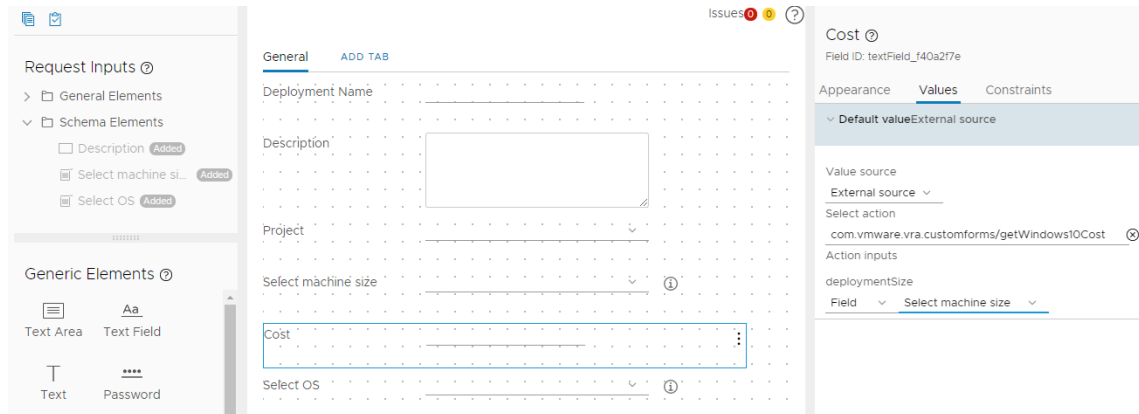 Issues 0 0
Request Inputs
General Elements
Schema Elements
Description Added
Select machine si... Added
Select OS Added
Generic Elements
Aa
Text Area Text Field
Text Password
General ADD TAB
Deployment Name
Description
Project
Select machine size
Cost
Select OS
Cost
Field ID: textField_f40a2f7e
Appearance Values Constraints
Default valueExternal source
Value source
External source
Select action
com.vmware.vra.customforms/getWindows10Cost
Action inputs
deploymentSize
Field Select machine size